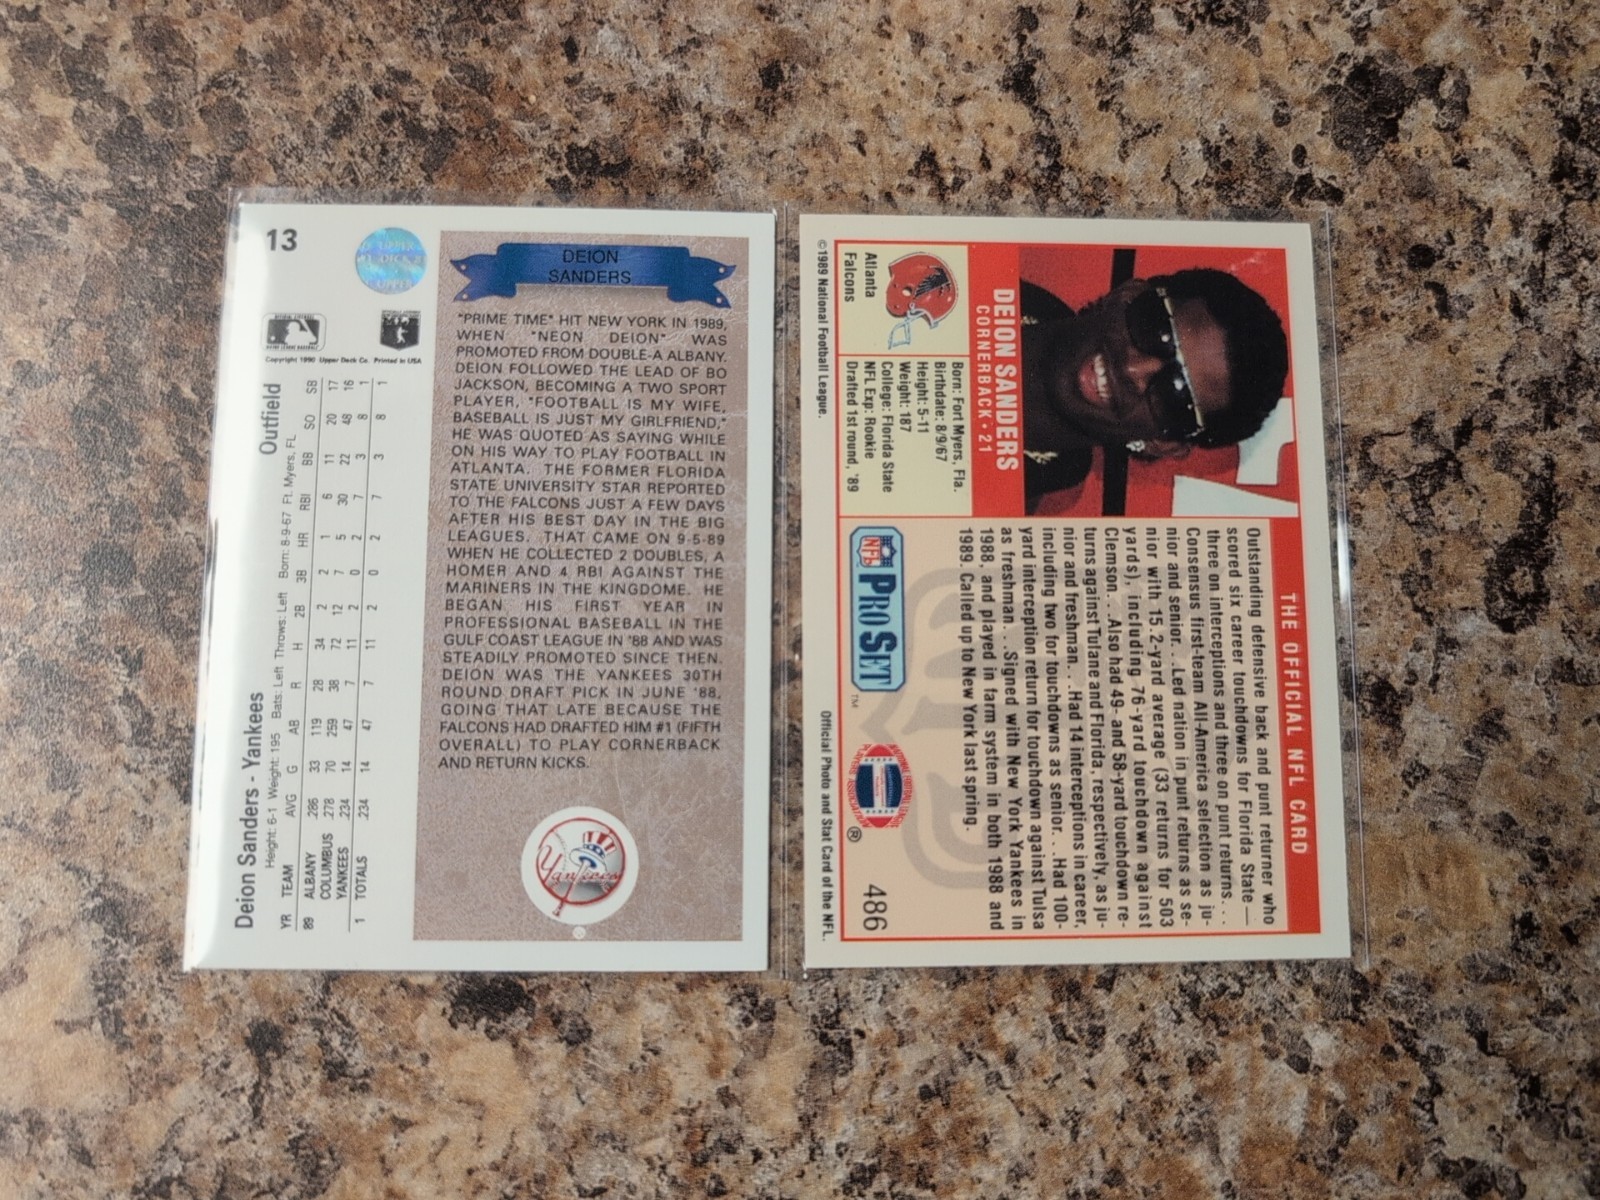 13
DEION
SANDERS
"PRIME TIME" HIT NEW YORK IN 1989,
WHEN "NEON DEION" WAS
PROMOTED FROM DOUBLE-A ALBANY.
DEION FOLLOWED THE LEAD OF BO
JACKSON, BECOMING A TWO SPORT
PLAYER, "FOOTBALL IS MY WIFE,
BASEBALL IS JUST MY GIRLFRIEND,"
HE WAS QUOTED AS SAYING WHILE
ON HIS WAY TO PLAY FOOTBALL IN
ATLANTA. THE FORMER FLORIDA
STATE UNIVERSITY STAR REPORTED
TO THE FALCONS JUST A FEW DAYS
AFTER HIS BEST DAY IN THE BIG
LEAGUES. THAT CAME ON 9-5-89
WHEN HE COLLECTED 2 DOUBLES, A
HOMER AND 4 RBI AGAINST THE
MARINERS IN THE KINGDOME. HE
BEGAN HIS FIRST YEAR IN
PROFESSIONAL BASEBALL IN THE
GULF COAST LEAGUE IN '88 AND WAS
STEADILY PROMOTED SINCE THEN.
DEION WAS THE YANKEES 30TH
ROUND DRAFT PICK IN JUNE '88,
GOING THAT LATE BECAUSE THE
FALCONS HAD DRAFTED HIM #1 (FIFTH
OVERALL) TO PLAY CORNERBACK
AND RETURN KICKS.
Yankees
Copyright 1990 Upper Deck Co. Printed in USA
Deion Sanders - Yankees Outfield
Height: 6-1 Weight: 195 Bats: Left Throws: Left Born: 8-9-67 Ft. Myers, FL
YR TEAM AVG G AB R H 2B 3B HR RBI BB SO SB
89 ALBANY .286 33 119 28 34 2 2 1 6 11 20 17
COLUMBUS .278 70 259 38 72 12 7 5 30 22 48 16
YANKEES .234 14 47 7 11 2 0 2 7 3 8 1
1 TOTALS .234 14 47 7 11 2 0 2 7 3 8 1
THE OFFICIAL NFL CARD
DEION SANDERS
CORNERBACK • 21
Atlanta
Falcons
Born: Fort Myers, Fla.
Birthdate: 8/9/67
Height: 5-11
Weight: 187
College: Florida State
NFL Exp: Rookie
Drafted 1st round, '89
Outstanding defensive back and punt returner who
scored six career touchdowns for Florida State—
three on interceptions and three on punt returns. . .
Consensus first-team All-America selection as ju-
nior and senior. . .Led nation in punt returns as se-
nior with 15.2-yard average (33 returns for 503
yards), including 76-yard touchdown against
Clemson. . .Also had 49- and 58-yard touchdown re-
turns against Tulane and Florida, respectively, as ju-
nior and freshman. . .Had 14 interceptions in career,
including two for touchdowns as senior. . .Had 100-
yard interception return for touchdown against Tulsa
as freshman. . .Signed with New York Yankees in
1988, and played in farm system in both 1988 and
1989. Called up to New York last spring.
NFL PRO SET ™
®
486
©1989 National Football League.
Official Photo and Stat Card of the NFL.